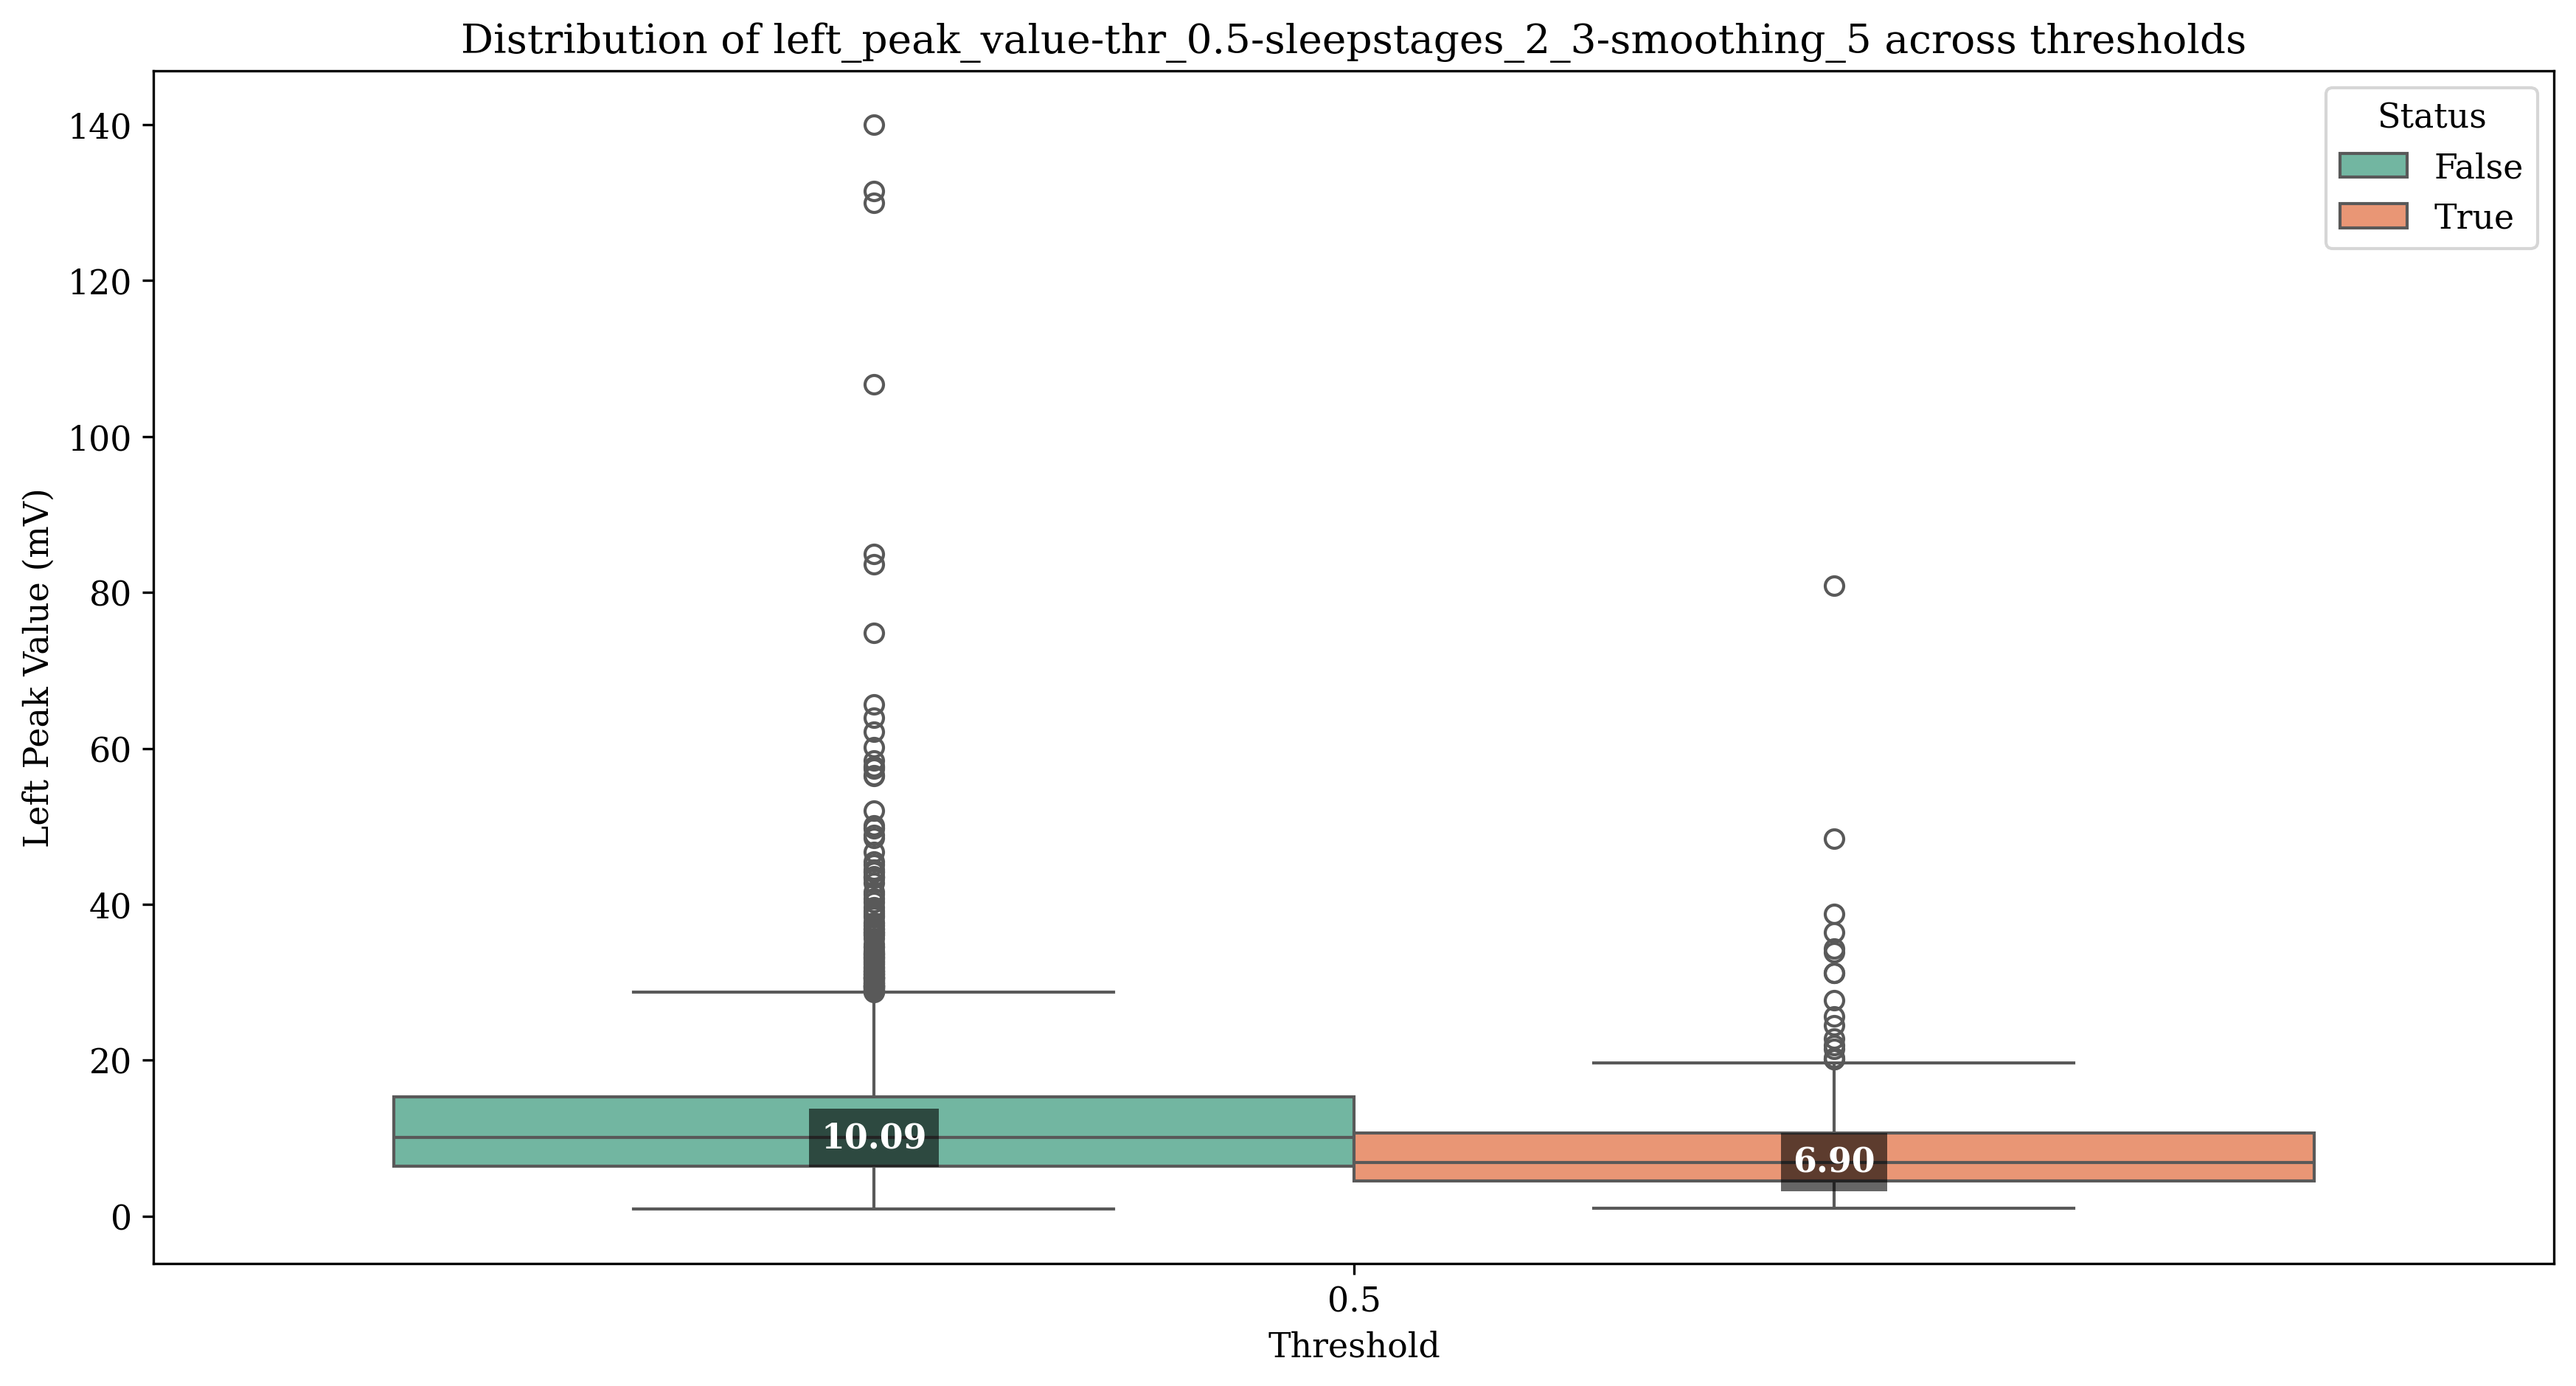 Distribution of left_peak_value-thr_0.5-sleepstages_2_3-smoothing_5 across thresholds
Status
False
True
140
120
100
80
60
40
20
0
Left Peak Value (mV)
10.09
6.90
0.5
Threshold